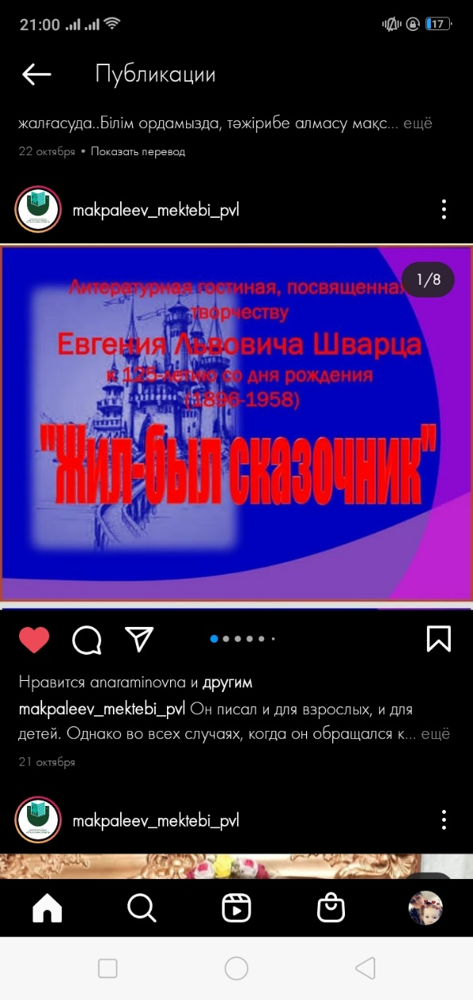 21:00
17
Публикации
жалғасуда..Білім ордамызда, тәжірибе алмасу мақс... ещё
22 октября • Показать перевод
makpaleev_mektebi_pvl
1/8
Литературная гостиная, посвященная
творчеству
Евгения Львовича Шварца
к 125-летию со дня рождения
(1896-1958)
"Жил-был сказочник"
Нравится anaraminovna и другим
makpaleev_mektebi_pvl Он писал и для взрослых, и для
детей. Однако во всех случаях, когда он обращался к... ещё
21 октября
makpaleev_mektebi_pvl